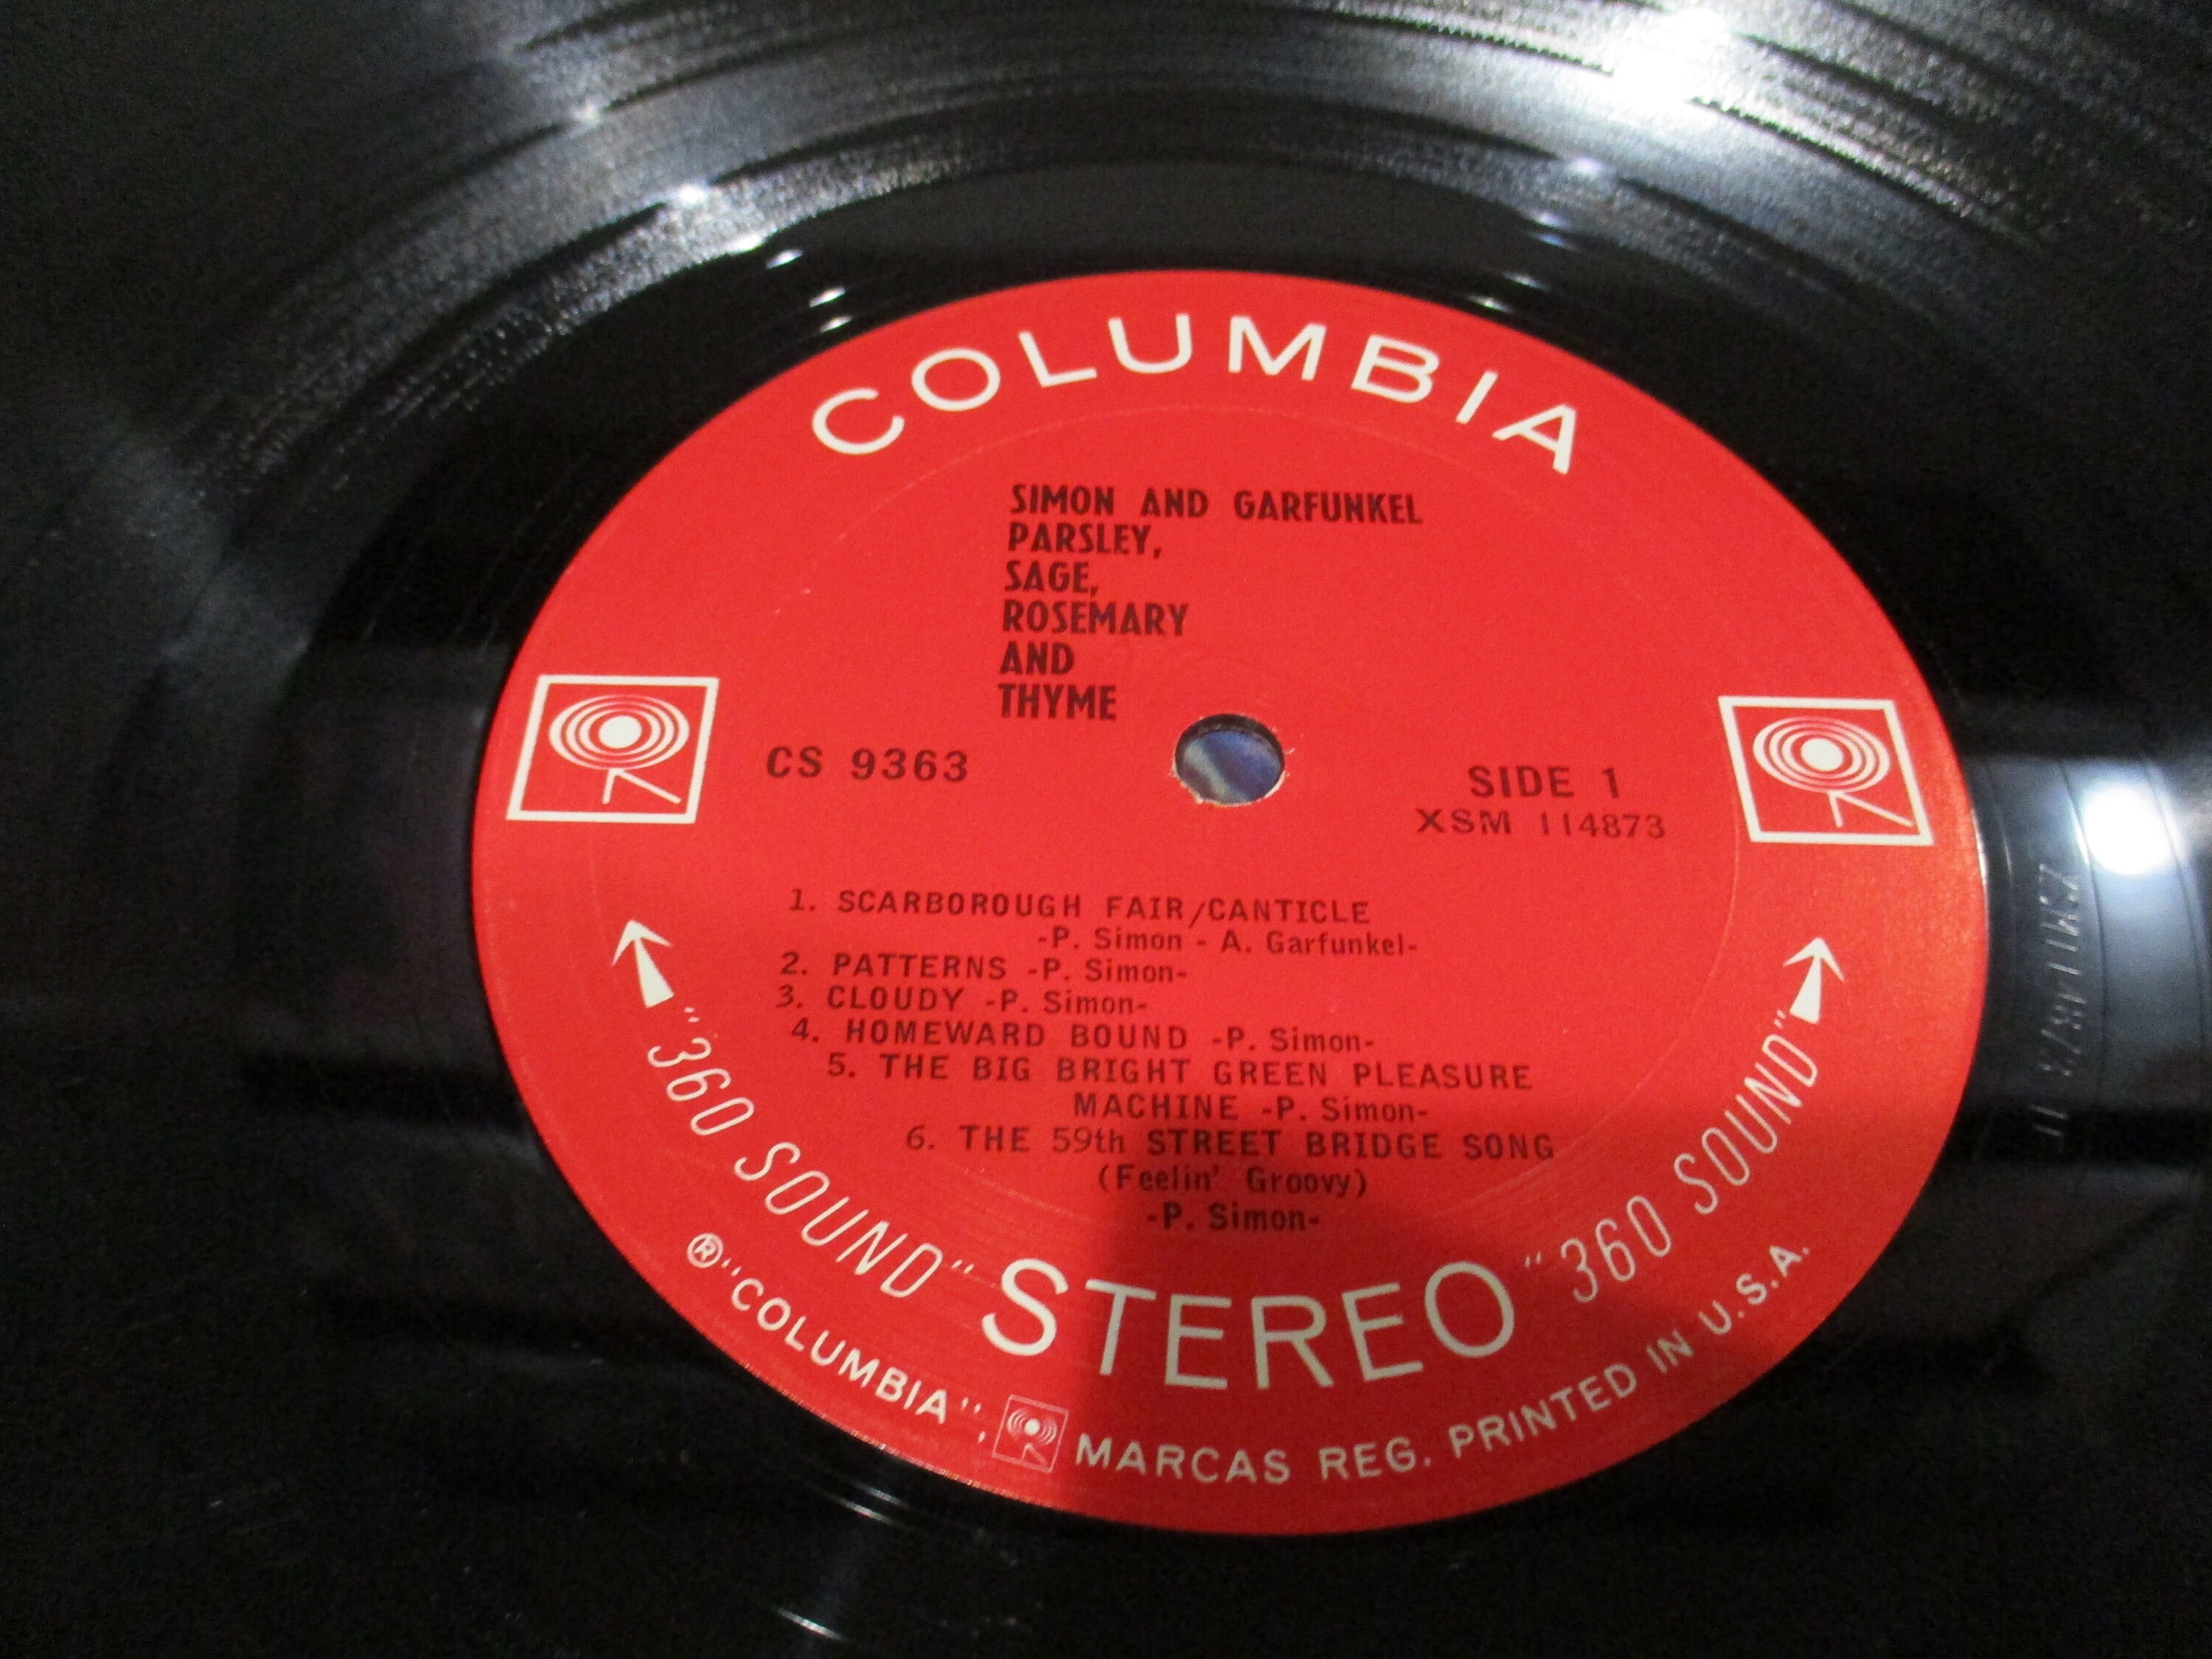 COLUMBIA
SIMON AND GARFUNKEL
PARSLEY,
SAGE,
ROSEMARY
AND
THYME
CS 9363
SIDE 1
XSM 114873
1. SCARBOROUGH FAIR/CANTICLE
-P. Simon - A. Garfunkel-
2. PATTERNS -P. Simon-
3. CLOUDY -P. Simon-
4. HOMEWARD BOUND -P. Simon-
5. THE BIG BRIGHT GREEN PLEASURE
MACHINE -P. Simon-
6. THE 59th STREET BRIDGE SONG
(Feelin' Groovy)
-P. Simon-
"360 SOUND" STEREO "360 SOUND"
® "COLUMBIA", MARCAS REG. PRINTED IN U.S.A.